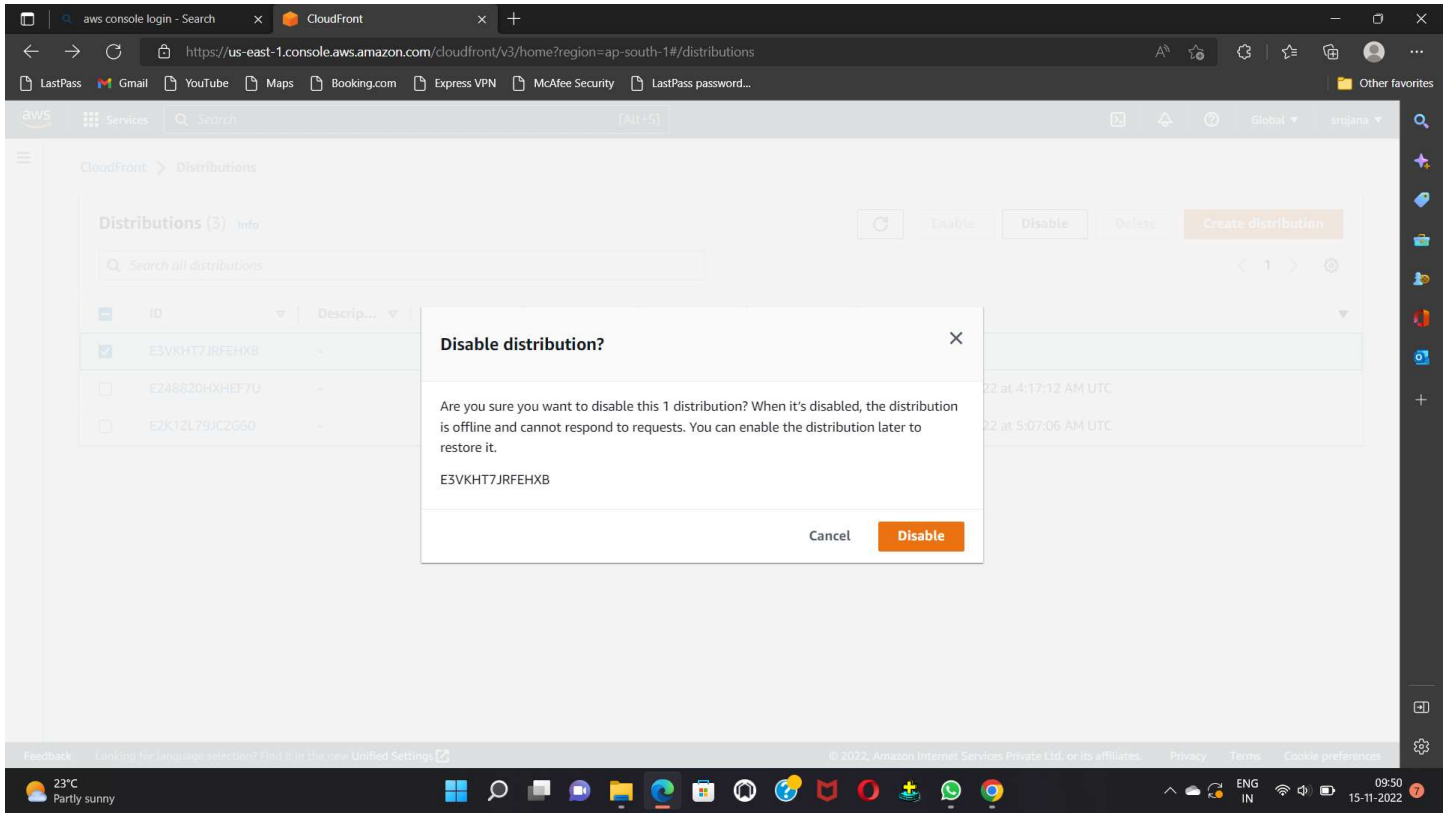 aws console login - Search
CloudFront
https://us-east-1.console.aws.amazon.com/cloudfront/v3/home?region=ap-south-1#/distributions
LastPass
Gmail
YouTube
Maps
Booking.com
Express VPN
McAfee Security
LastPass password...
Other favorites
aws
Services
Search
[Alt+S]
Global
srojana
CloudFront
Distributions
Distributions (3) Info
Enable
Disable
Delete
Create distribution
Search all distributions
1
ID
Descrip...
E3VKHT7JRFEHXB
-
E248820HXHEF7U
-
22 at 4:17:12 AM UTC
E2K12L79JC2G60
-
22 at 5:07:06 AM UTC
Disable distribution?
Are you sure you want to disable this 1 distribution? When it's disabled, the distribution
is offline and cannot respond to requests. You can enable the distribution later to
restore it.
E3VKHT7JRFEHXB
Cancel
Disable
Feedback
Looking for language selection? Find it in the new Unified Settings
© 2022, Amazon Internet Services Private Ltd. or its affiliates.
Privacy
Terms
Cookie preferences
23°C
Partly sunny
ENG
IN
09:50
15-11-2022
7